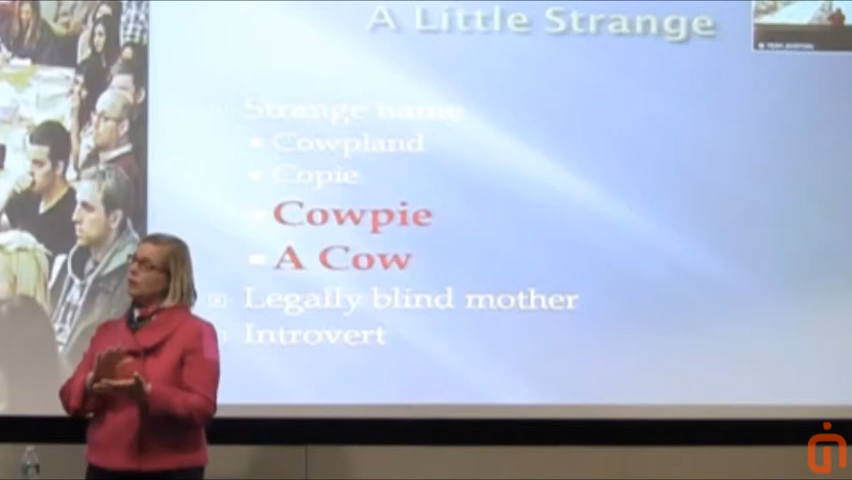 A Little Strange
Strange name
Cowpland
Copie
Cowpie
A Cow
Legally blind mother
Introvert